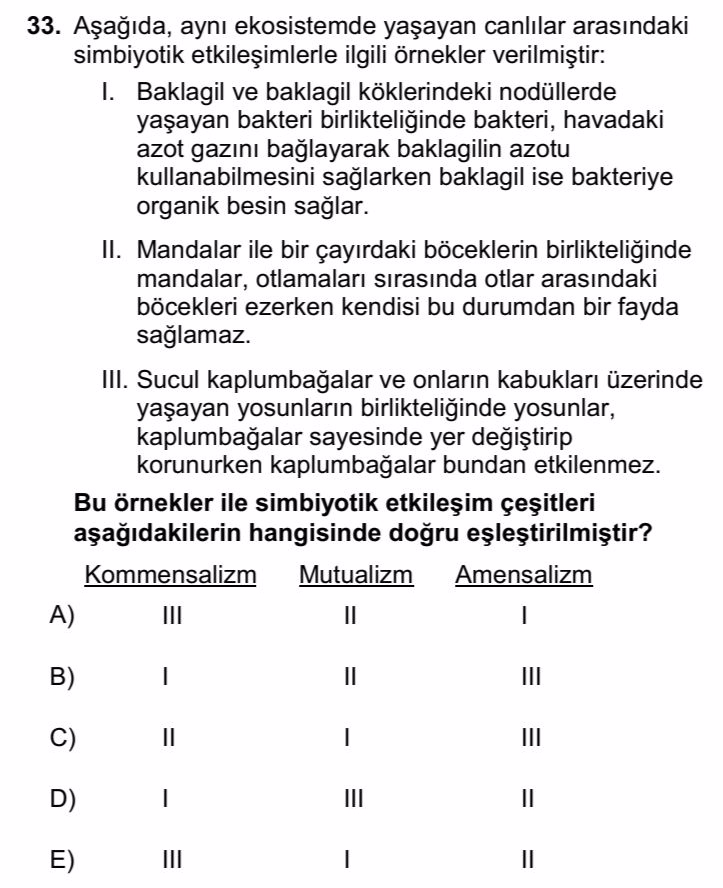 33. Aşağıda, aynı ekosistemde yaşayan canlılar arasındaki
simbiyotik etkileşimlerle ilgili örnekler verilmiştir:
I. Baklagil ve baklagil köklerindeki nodüllerde
yaşayan bakteri birlikteliğinde bakteri, havadaki
azot gazını bağlayarak baklagilin azotu
kullanabilmesini sağlarken baklagil ise bakteriye
organik besin sağlar.
II. Mandalar ile bir çayırdaki böceklerin birlikteliğinde
mandalar, otlamaları sırasında otlar arasındaki
böcekleri ezerken kendisi bu durumdan bir fayda
sağlamaz.
III. Sucul kaplumbağalar ve onların kabukları üzerinde
yaşayan yosunların birlikteliğinde yosunlar,
kaplumbağalar sayesinde yer değiştirip
korunurken kaplumbağalar bundan etkilenmez.
Bu örnekler ile simbiyotik etkileşim çeşitleri
aşağıdakilerin hangisinde doğru eşleştirilmiştir?
Kommensalizm Mutualizm Amensalizm
A) III II I
B) I II III
C) II I III
D) I III II
E) III I II